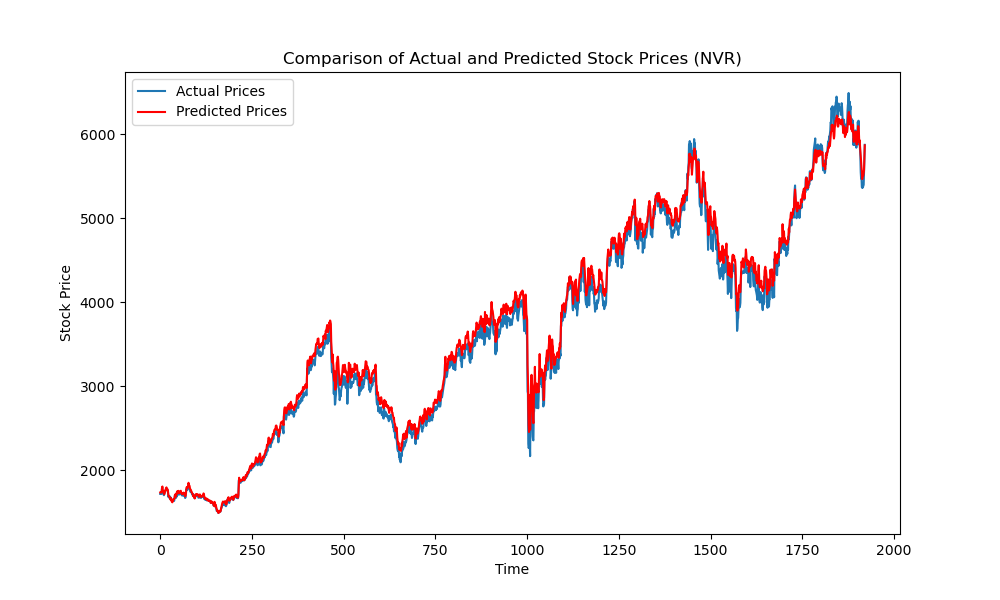 Comparison of Actual and Predicted Stock Prices (NVR)
Actual Prices
Predicted Prices
Stock Price
6000
5000
4000
3000
2000
0 250 500 750 1000 1250 1500 1750 2000
Time